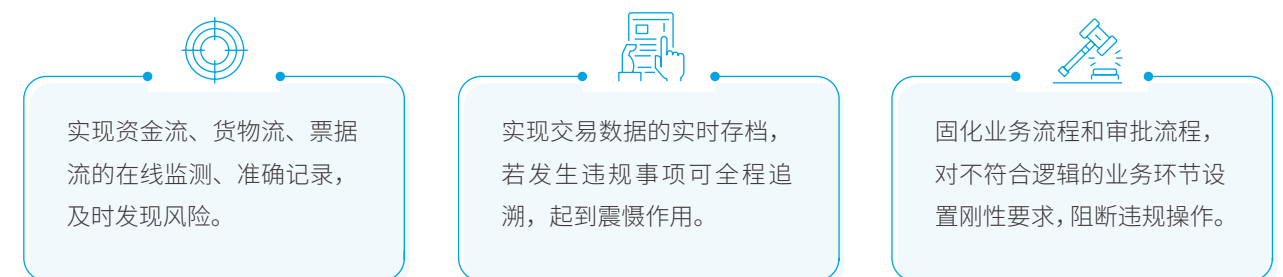 实现资金流、货物流、票据
流的在线监测、准确记录，
及时发现风险。
实现交易数据的实时存档，
若发生违规事项可全程追
溯，起到震慑作用。
固化业务流程和审批流程，
对不符合逻辑的业务环节设
置刚性要求，阻断违规操作。